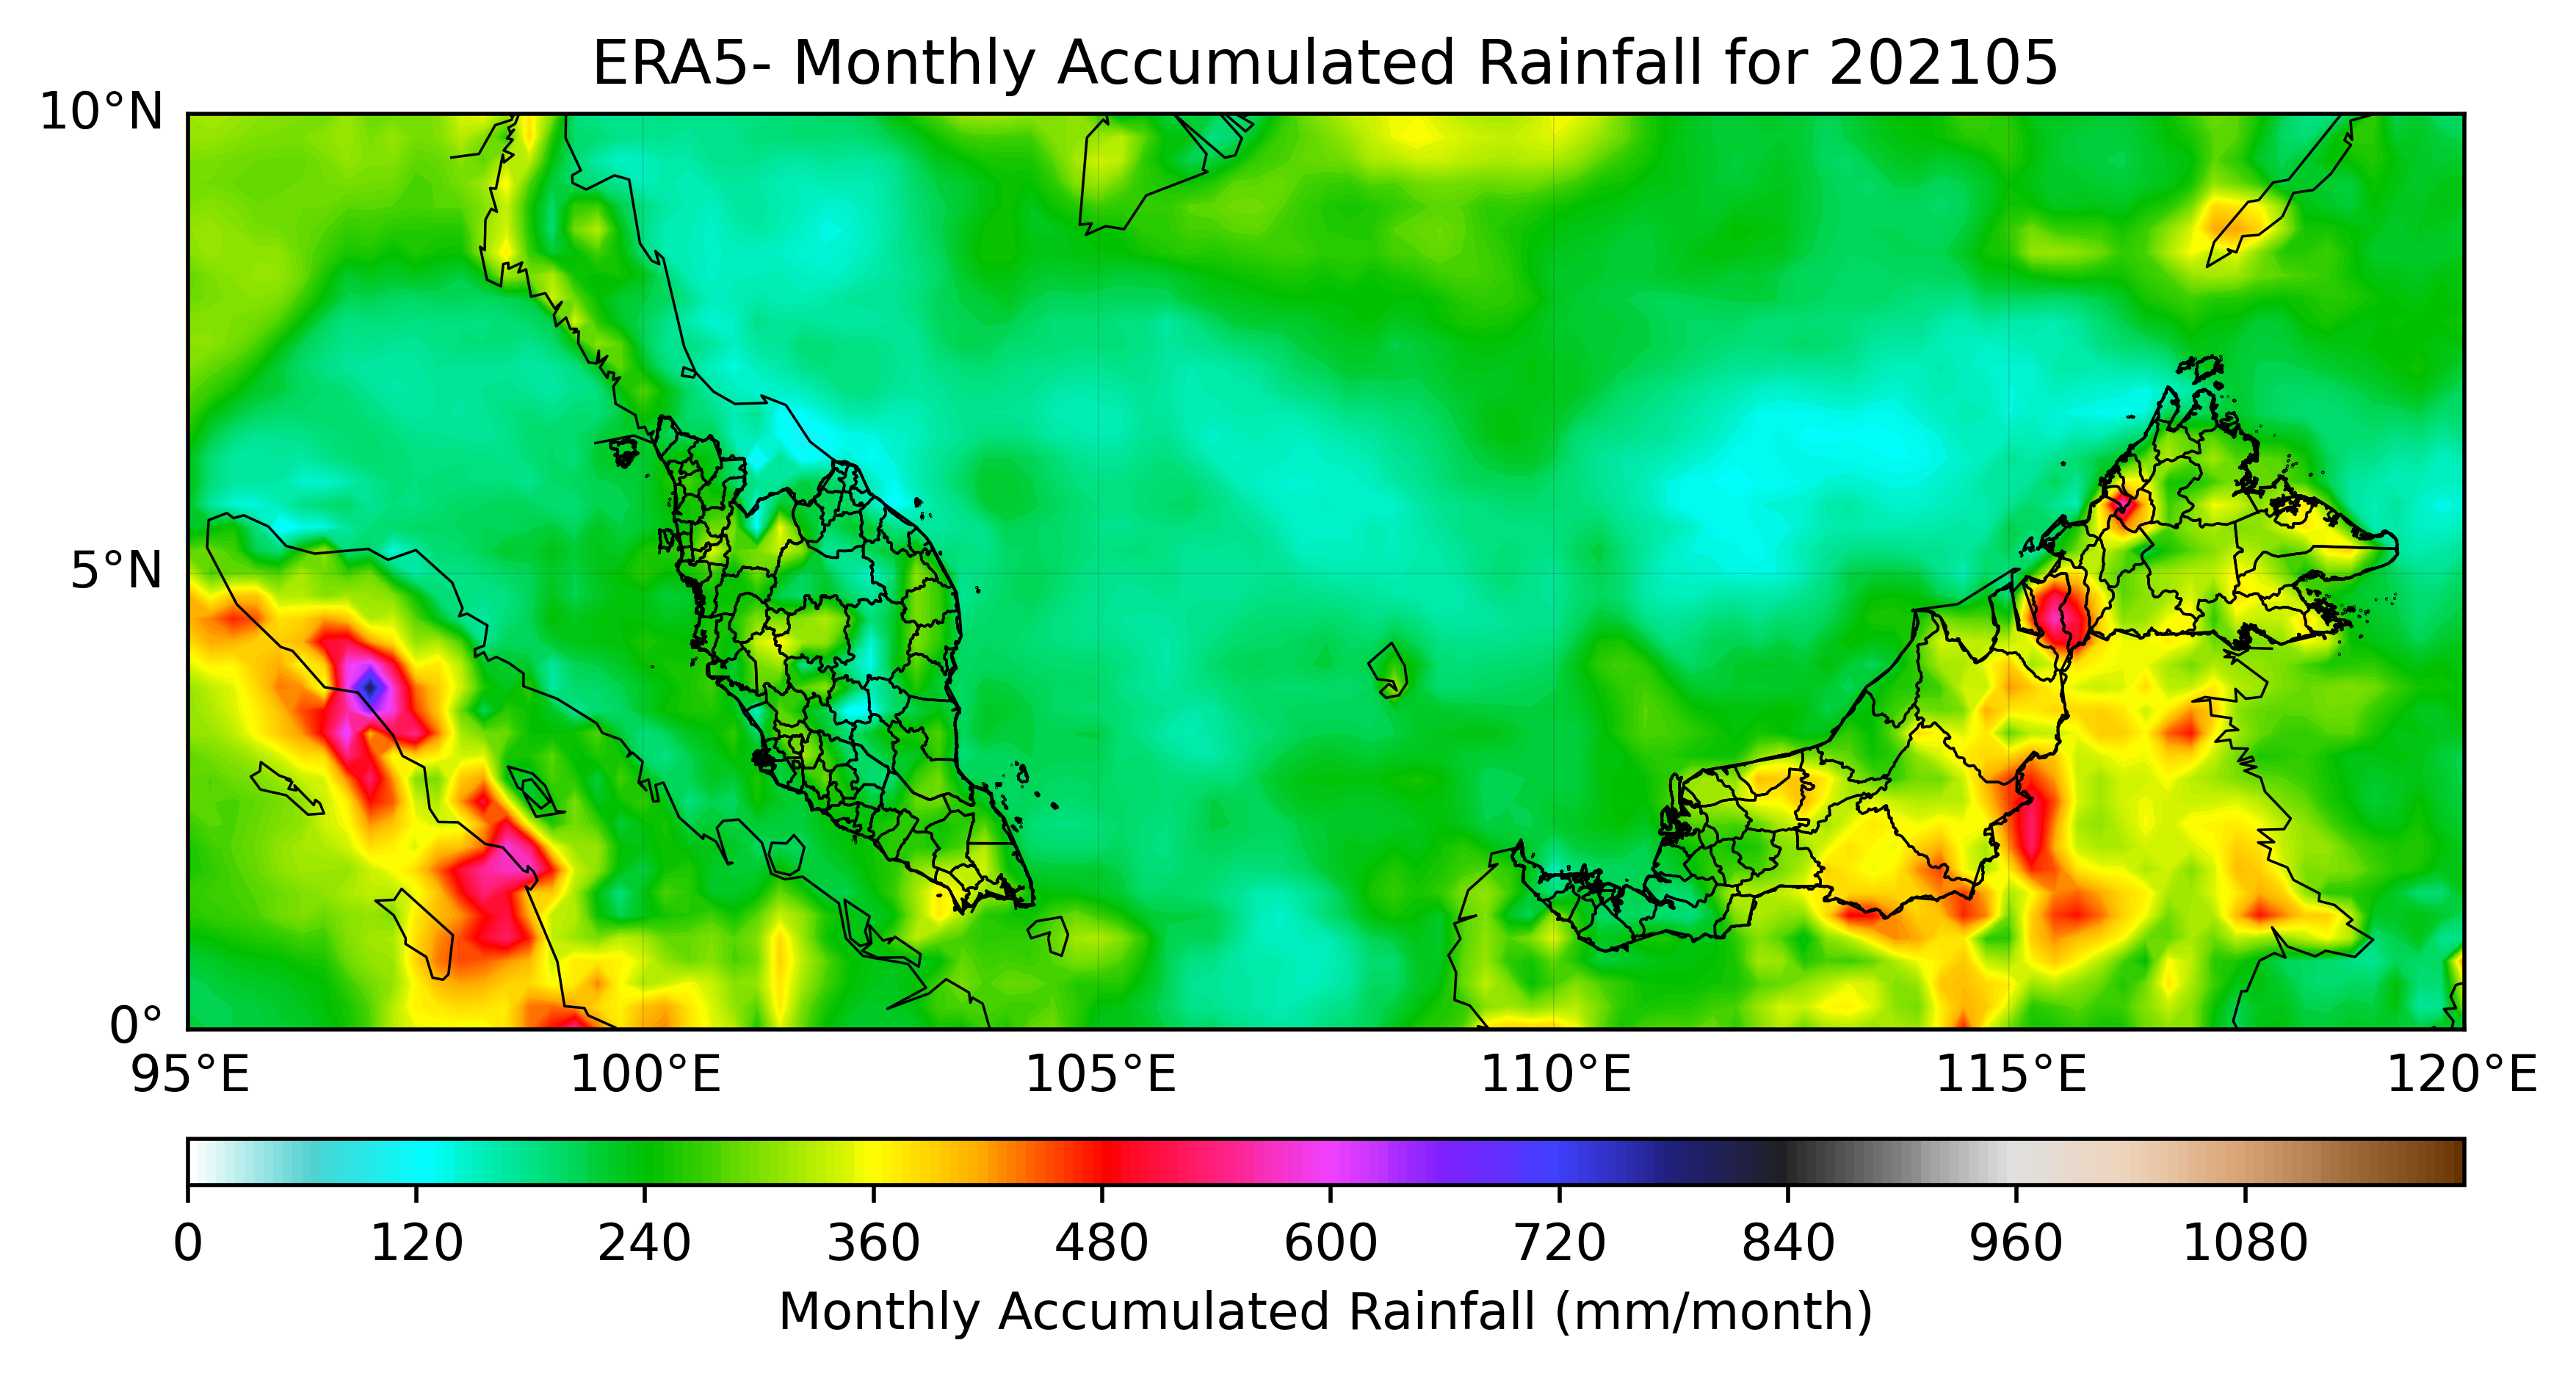 ERA5- Monthly Accumulated Rainfall for 202105
10°N
5°N
0°
95°E 100°E 105°E 110°E 115°E 120°E
0 120 240 360 480 600 720 840 960 1080
Monthly Accumulated Rainfall (mm/month)